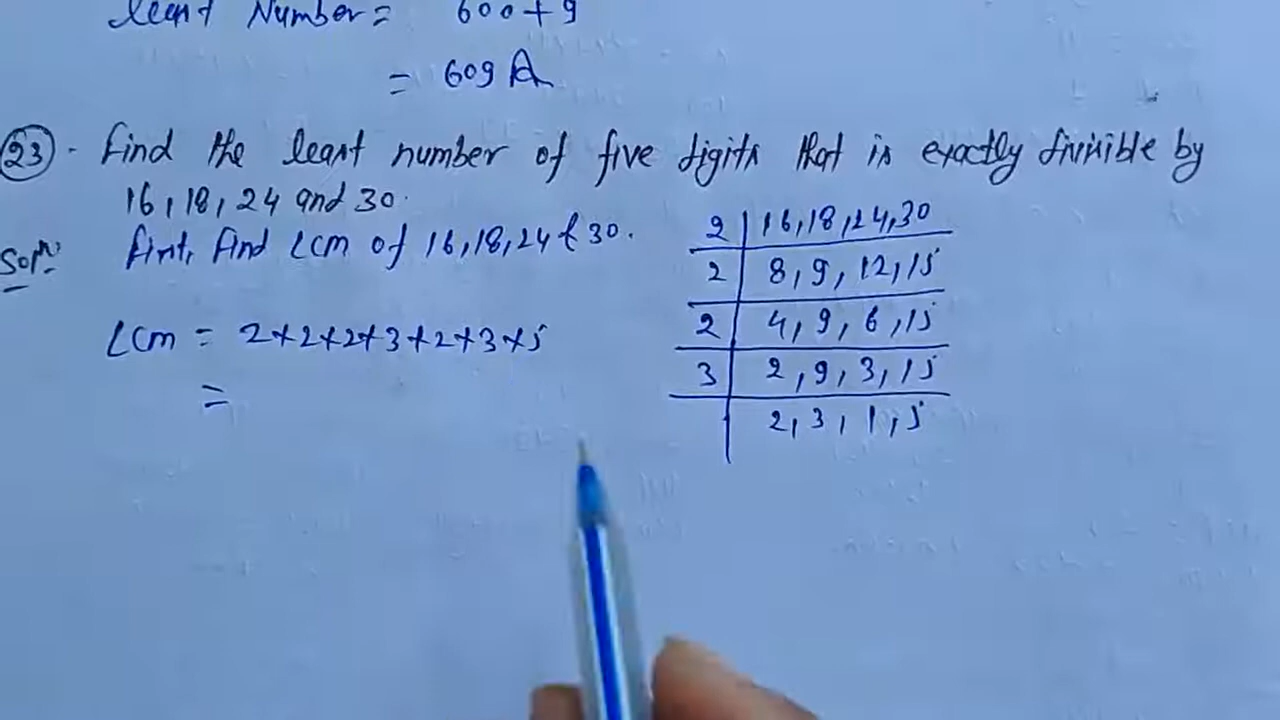 Least Number = 600+9
= 609 A
23. Find the least number of five digits that is exactly divisible by
16, 18, 24 and 30.
Soln: First, find LCM of 16, 18, 24 & 30.
LCM = 2×2×2×3×2×3×5
=
2 | 16, 18, 24, 30
2 | 8, 9, 12, 15
2 | 4, 9, 6, 15
3 | 2, 9, 3, 15
| 2, 3, 1, 5